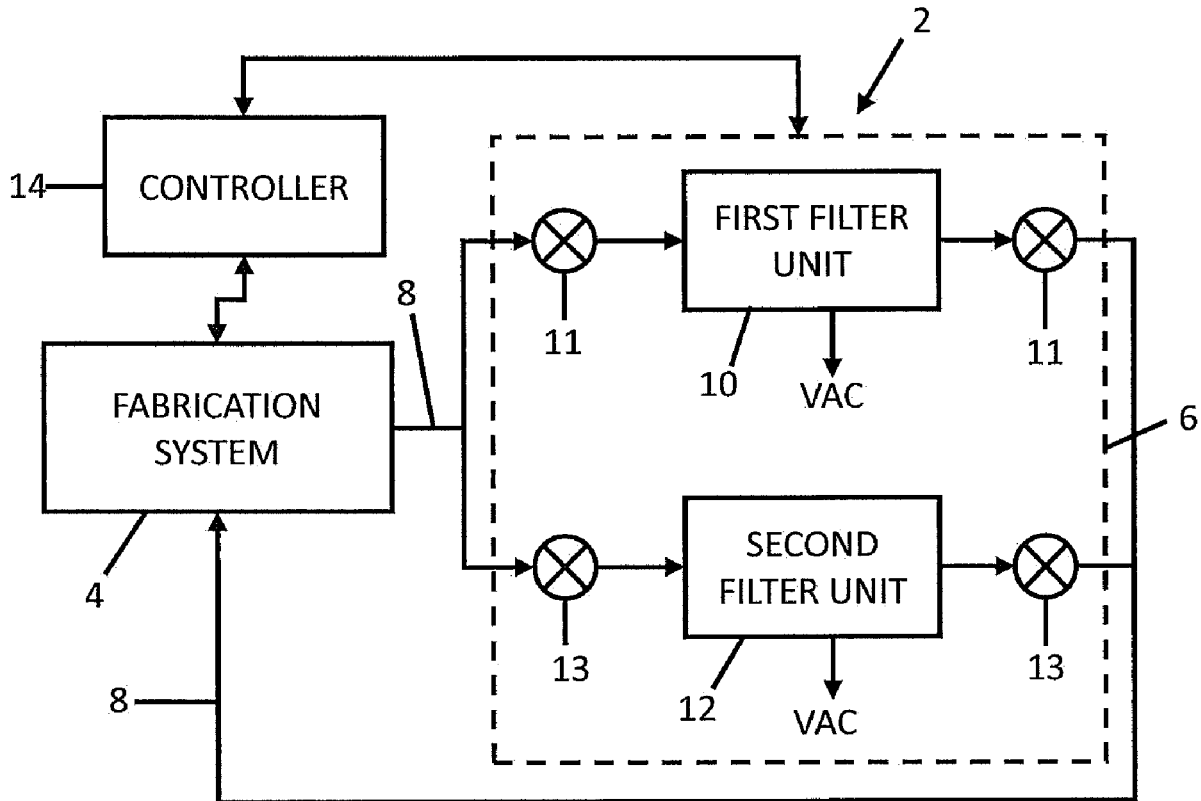 2
CONTROLLER
14
FIRST FILTER
UNIT
8
11
10
11
VAC
FABRICATION
SYSTEM
6
4
SECOND
FILTER UNIT
13
12
13
8
VAC